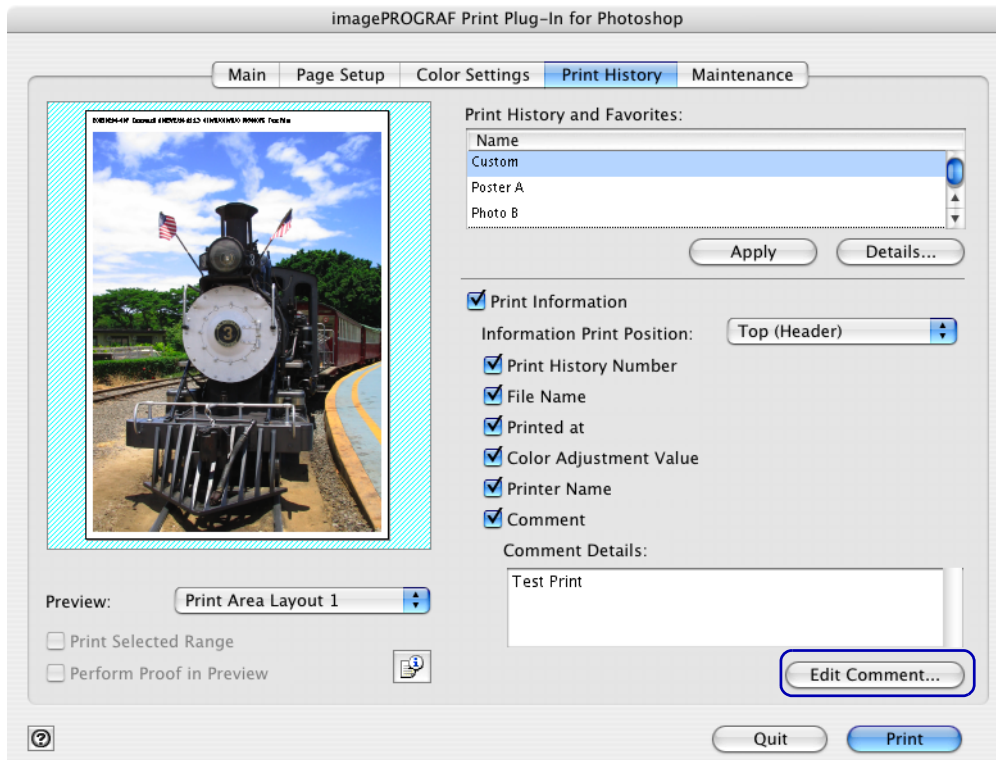 imagePROGRAF Print Plug-In for Photoshop
Main Page Setup Color Settings Print History Maintenance
Print History and Favorites:
Name
Custom
Poster A
Photo B
Apply Details...
Print Information
Information Print Position: Top (Header)
Print History Number
File Name
Printed at
Color Adjustment Value
Printer Name
Comment
Comment Details:
Test Print
Edit Comment...
3
Preview: Print Area Layout 1
Print Selected Range
Perform Proof in Preview
? Quit Print